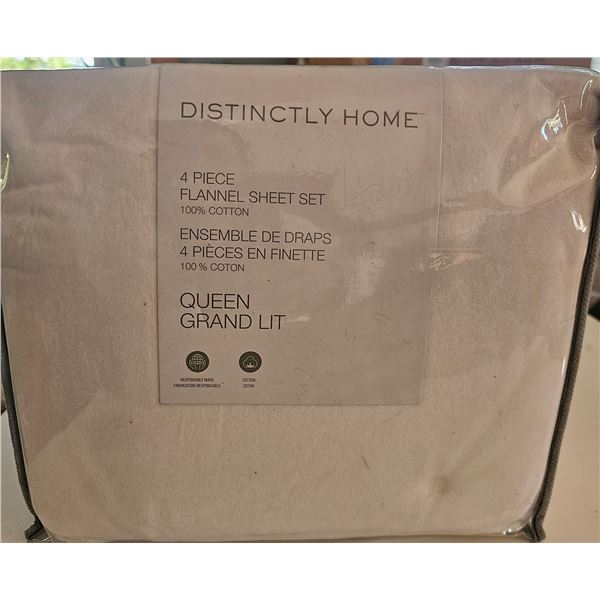 DISTINCTLY HOME™
4 PIECE
FLANNEL SHEET SET
100% COTTON
ENSEMBLE DE DRAPS
4 PIÈCES EN FINETTE
100 % COTON
QUEEN
GRAND LIT
RESPONSIBLY MADE
FABRICATION RESPONSABLE
COTTON
COTON